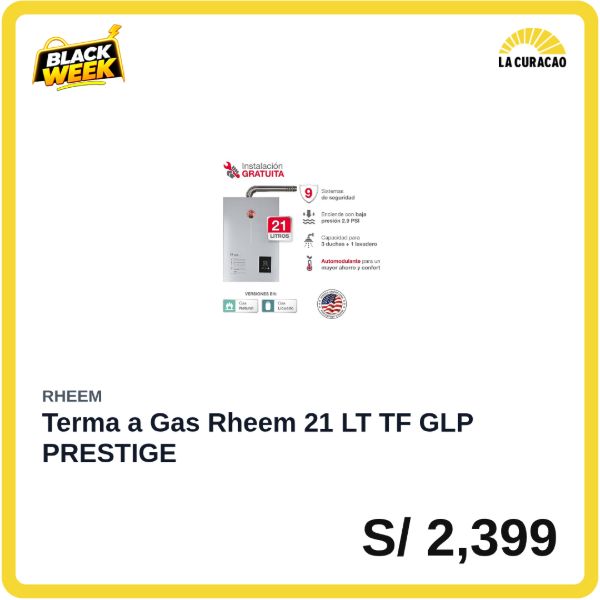 BLACK
WEEK
LA CURACAO
Instalación
GRATUITA
9
Sistemas
de seguridad
Enciende con baja
presión 2.9 PSI
21
LITROS
Capacidad para
3 duchas + 1 lavadero
Automodulante para un
mayor ahorro y confort
VERSIONES EN:
Gas
Natural
Gas
Licuado
RHEEM
Terma a Gas Rheem 21 LT TF GLP
PRESTIGE
S/ 2,399